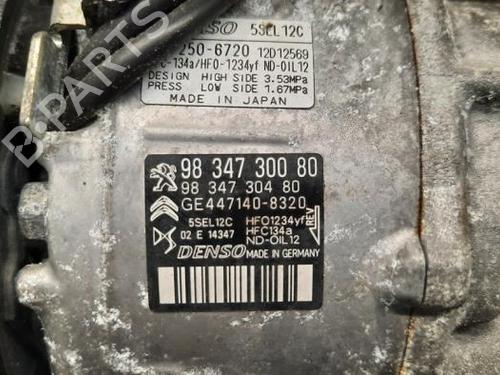 5SEL12C
250-6720 12D12569
C-134a/HFO-1234yf ND-OIL12
DESIGN HIGH SIDE 3.53MPa
PRESS LOW SIDE 1.67MPa
MADE IN JAPAN
98 347 300 80
98 347 304 80
GE447140-8320
5SEL12C HFO1234yf
02 E 14347 HFC134a
ND-OIL12
DENSO MADE IN GERMANY